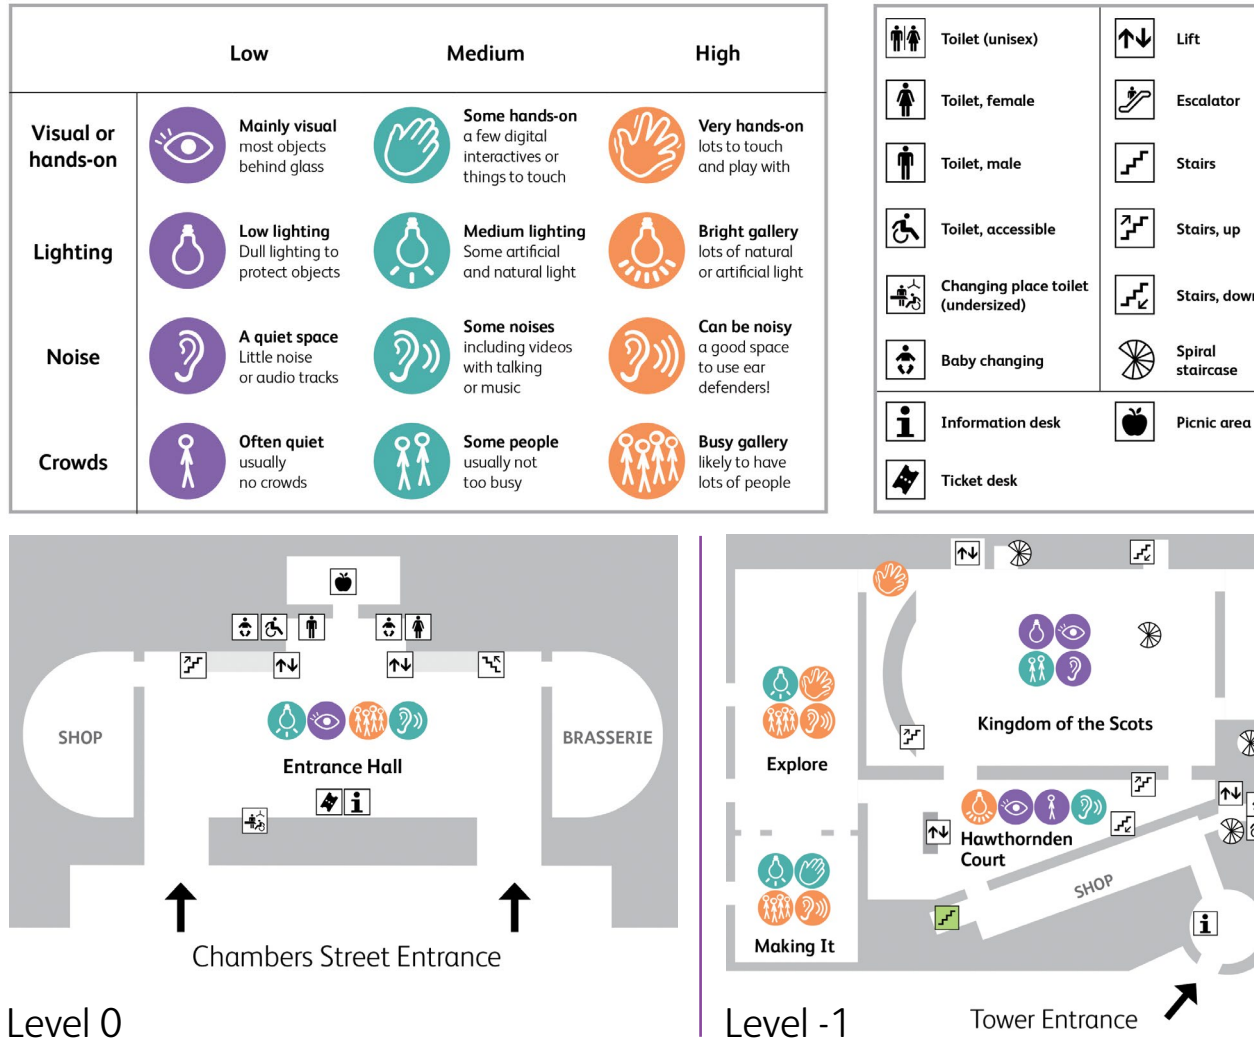 Low
Medium
High
Visual or
hands-on
Mainly visual
most objects
behind glass
Some hands-on
a few digital
interactives or
things to touch
Very hands-on
lots to touch
and play with
Lighting
Low lighting
Dull lighting to
protect objects
Medium lighting
Some artificial
and natural light
Bright gallery
lots of natural
or artificial light
Noise
A quiet space
Little noise
or audio tracks
Some noises
including videos
with talking
or music
Can be noisy
a good space
to use ear
defenders!
Crowds
Often quiet
usually
no crowds
Some people
usually not
too busy
Busy gallery
likely to have
lots of people
Toilet (unisex)
Toilet, female
Toilet, male
Toilet, accessible
Changing place toilet
(undersized)
Baby changing
Information desk
Ticket desk
Lift
Escalator
Stairs
Stairs, up
Stairs, down
Spiral
staircase
Picnic area
SHOP
Entrance Hall
BRASSERIE
Chambers Street Entrance
Level 0
Kingdom of the Scots
Explore
Hawthornden
Court
SHOP
Making It
Tower Entrance
Level -1